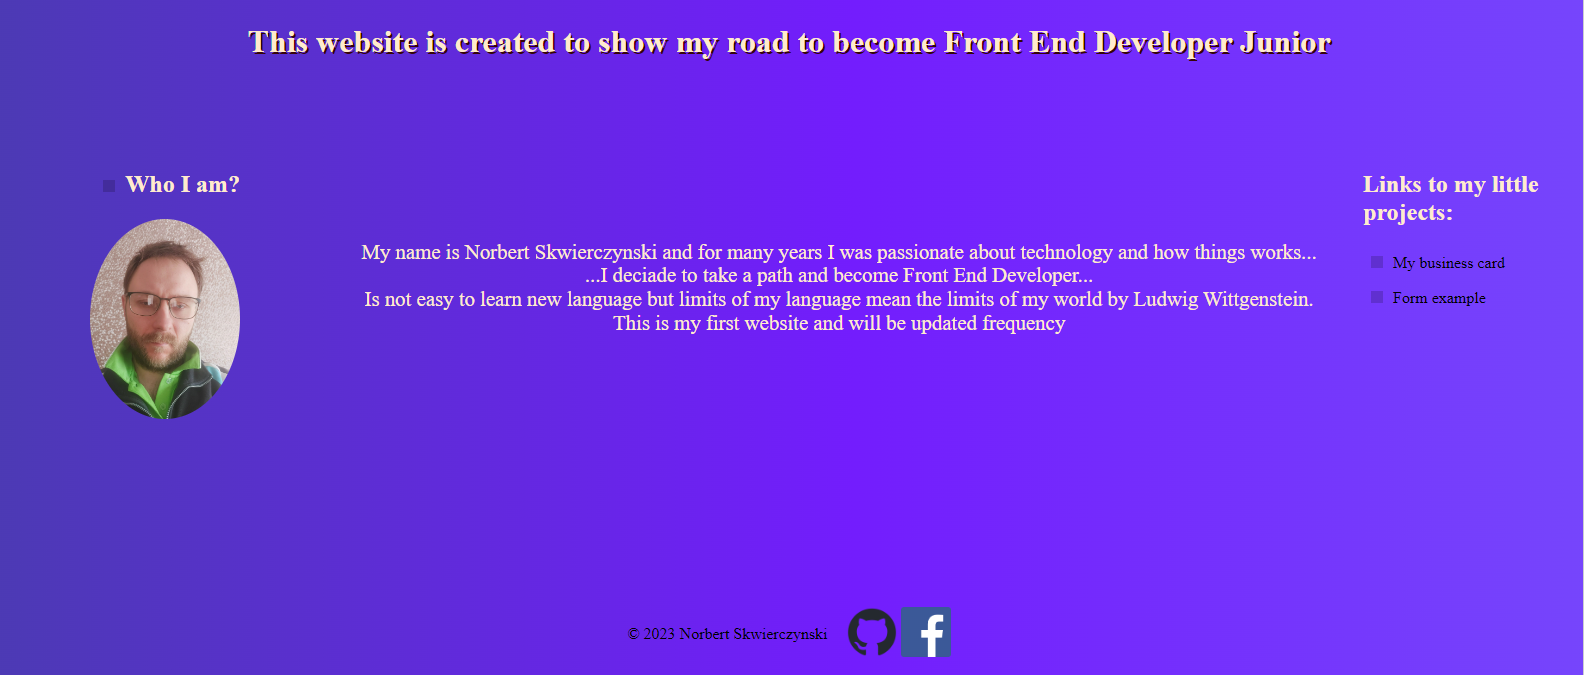 This website is created to show my road to become Front End Developer Junior
Who I am?
My name is Norbert Skwierczynski and for many years I was passionate about technology and how things works...
...I deciade to take a path and become Front End Developer...
Is not easy to learn new language but limits of my language mean the limits of my world by Ludwig Wittgenstein.
This is my first website and will be updated frequency
Links to my little
projects:
My business card
Form example
© 2023 Norbert Skwierczynski